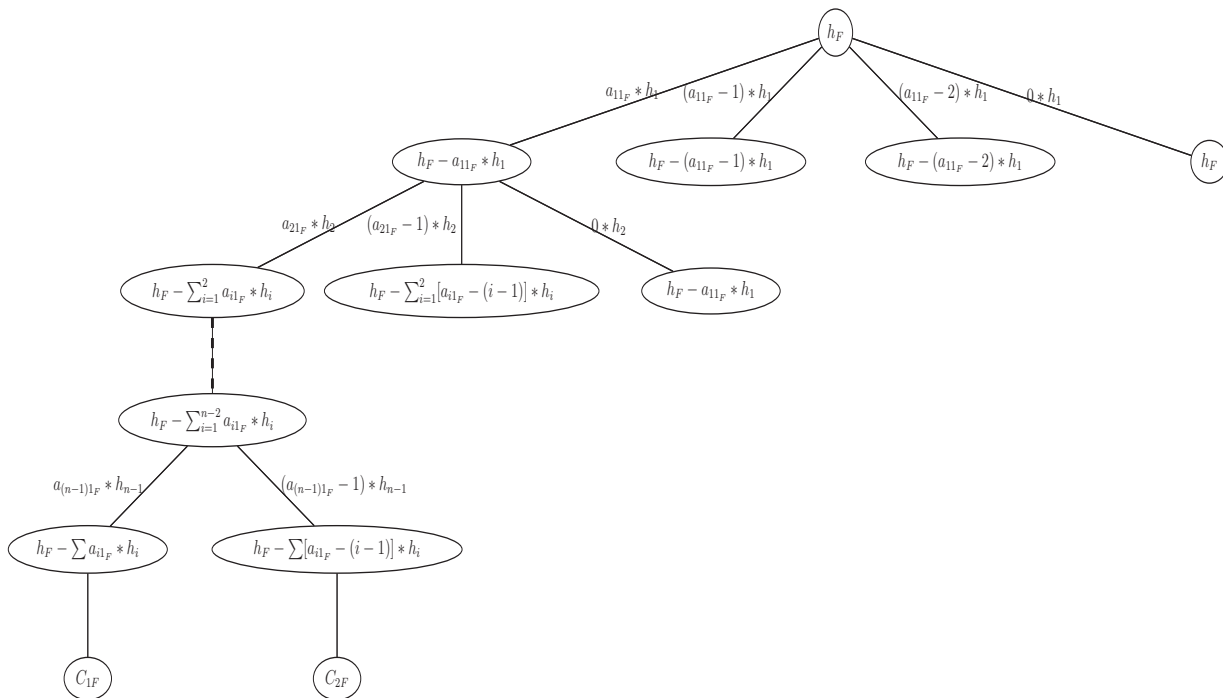 h_F
a_{11_F} * h_1
(a_{11_F} − 1) * h_1
(a_{11_F} − 2) * h_1
0 * h_1
h_F − a_{11_F} * h_1
h_F − (a_{11_F} − 1) * h_1
h_F − (a_{11_F} − 2) * h_1
h_F
a_{21_F} * h_2
(a_{21_F} − 1) * h_2
0 * h_2
h_F − ∑_{i=1}^{2} a_{i1_F} * h_i
h_F − ∑_{i=1}^{2} [a_{i1_F} − (i − 1)] * h_i
h_F − a_{11_F} * h_1
h_F − ∑_{i=1}^{n−2} a_{i1_F} * h_i
a_{(n−1)1_F} * h_{n−1}
(a_{(n−1)1_F} − 1) * h_{n−1}
h_F − ∑ a_{i1_F} * h_i
h_F − ∑ [a_{i1_F} − (i − 1)] * h_i
C_{1F}
C_{2F}